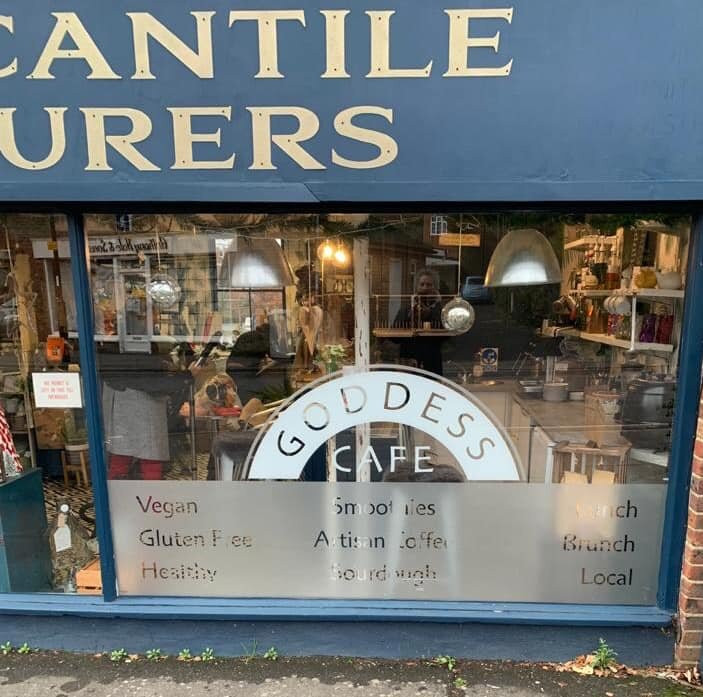 CANTILE
URERS
GODDESS
CAFE
Vegan Smoothies Lunch
Gluten Free Artisan Coffee Brunch
Healthy Sourdough Local